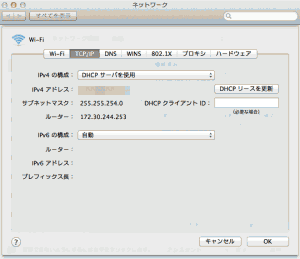 ネットワーク
すべてを表示
Wi-Fi
Wi-Fi TCP/IP DNS WINS 802.1X プロキシ ハードウェア
IPv4 の構成： DHCP サーバを使用
IPv4 アドレス： DHCP リースを更新
サブネットマスク： 255.255.254.0 DHCP クライアント ID：
ルーター： 172.30.244.253 (必要な場合)
IPv6 の構成： 自動
ルーター：
IPv6 アドレス：
プレフィックス長：
? キャンセル OK